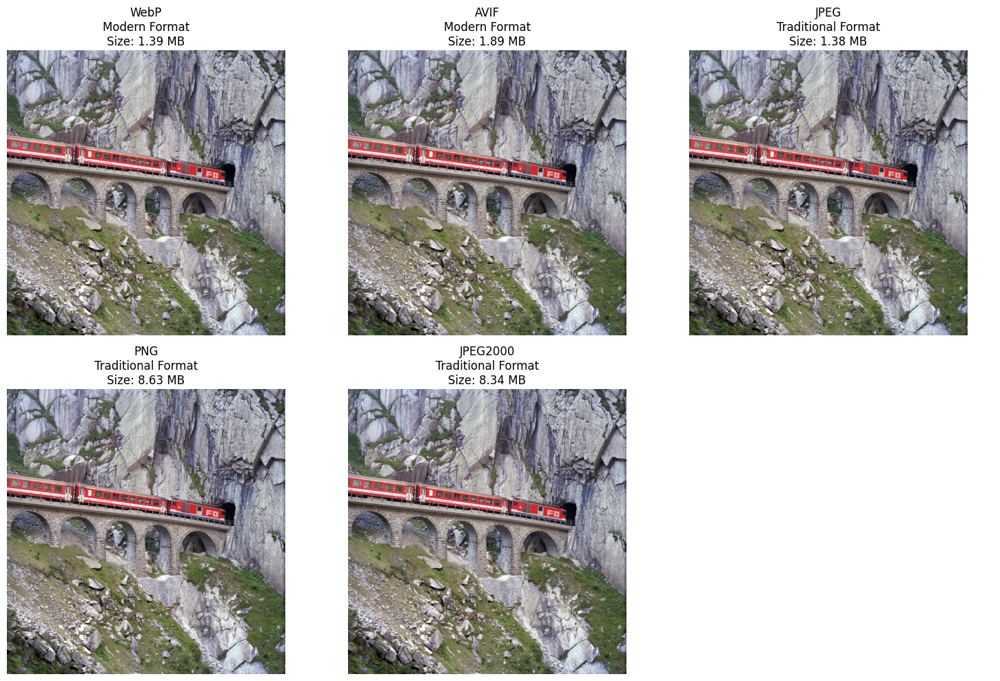 WebP
Modern Format
Size: 1.39 MB
AVIF
Modern Format
Size: 1.89 MB
JPEG
Traditional Format
Size: 1.38 MB
FO
FO
FO
PNG
Traditional Format
Size: 8.63 MB
JPEG2000
Traditional Format
Size: 8.34 MB
FO
FO